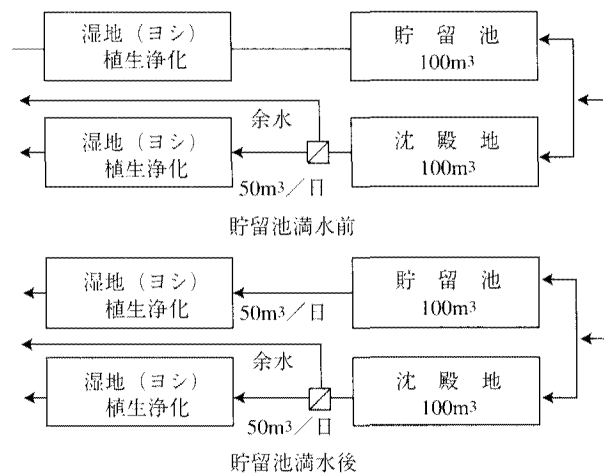 湿地（ヨシ）
植生浄化
貯留池
100m³
余水
湿地（ヨシ）
植生浄化
50m³／日
沈殿地
100m³
貯留池満水前
湿地（ヨシ）
植生浄化
50m³／日
貯留池
100m³
余水
湿地（ヨシ）
植生浄化
50m³／日
沈殿地
100m³
貯留池満水後